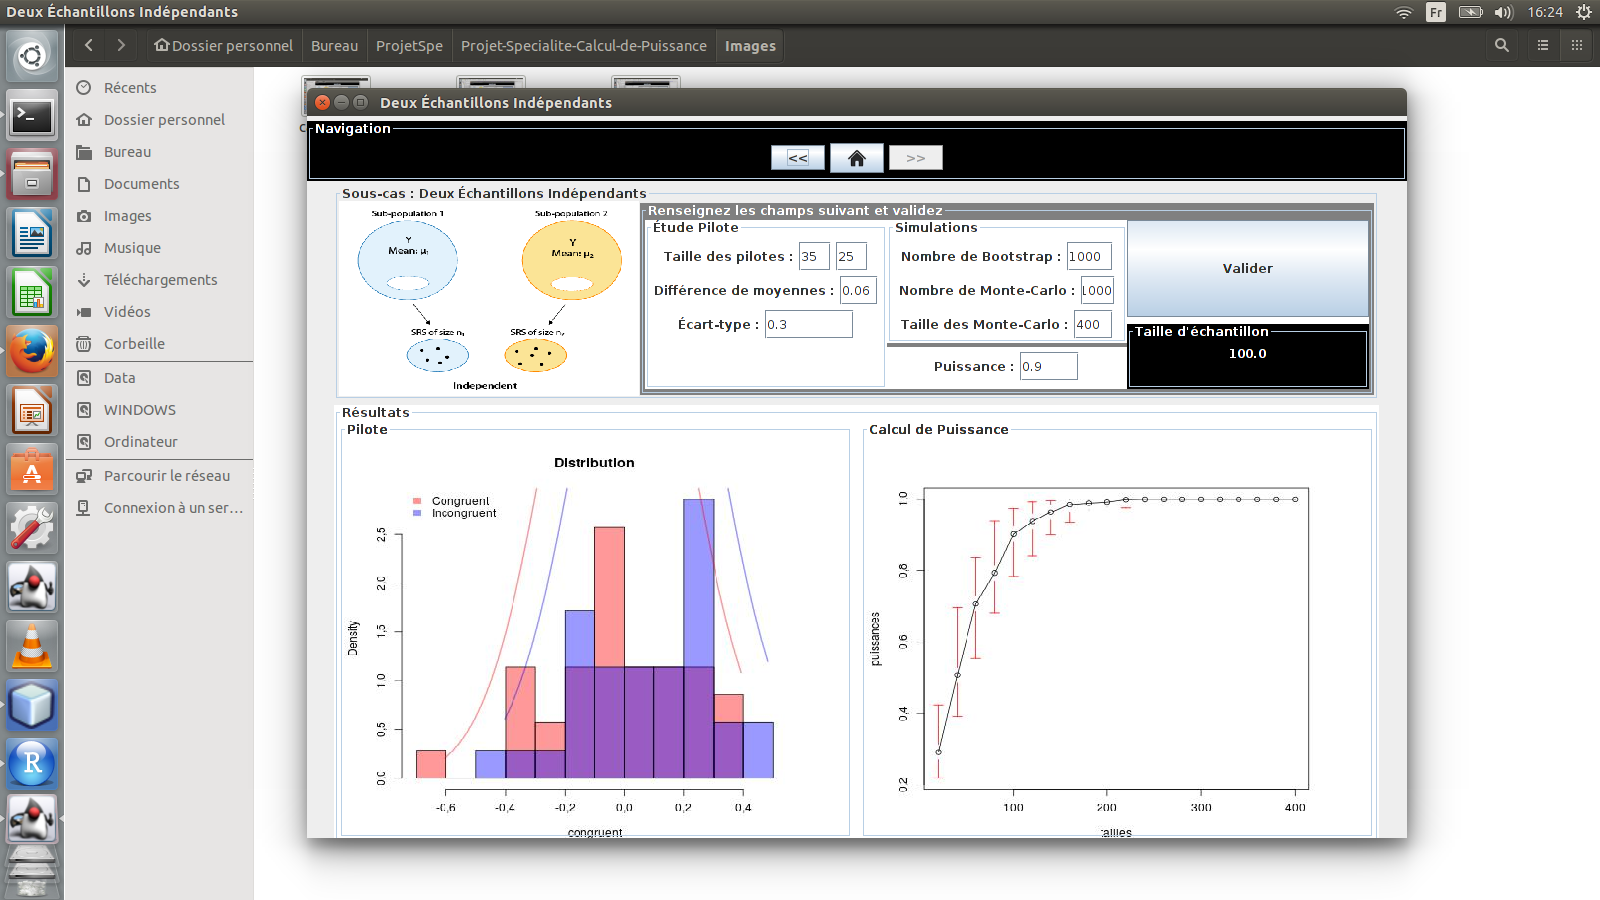 Deux Échantillons Indépendants
Fr
16:24
Dossier personnel
Bureau
ProjetSpe
Projet-Specialite-Calcul-de-Puissance
Images
Récents
Dossier personnel
Bureau
Documents
Images
Musique
Téléchargements
Vidéos
Corbeille
Data
WINDOWS
Ordinateur
Parcourir le réseau
Connexion à un ser…
Deux Échantillons Indépendants
Navigation
<<
>>
Sous-cas : Deux Échantillons Indépendants
Sub-population 1
Sub-population 2
Y
Mean: μ₁
Y
Mean: μ₂
SRS of size n₁
SRS of size n₂
Independent
Renseignez les champs suivant et validez
Étude Pilote
Taille des pilotes : 35 25
Différence de moyennes : 0.06
Écart-type : 0.3
Simulations
Nombre de Bootstrap : 1000
Nombre de Monte-Carlo : 1000
Taille des Monte-Carlo : 400
Puissance : 0.9
Valider
Taille d'échantillon
100.0
Résultats
Pilote
Distribution
Congruent
Incongruent
Density
2,5
2,0
1,5
1,0
0,5
0,0
-0,6 -0,4 -0,2 0,0 0,2 0,4
congruent
Calcul de Puissance
puissances
1,0
0,8
0,6
0,4
0,2
100 200 300 400
tailles